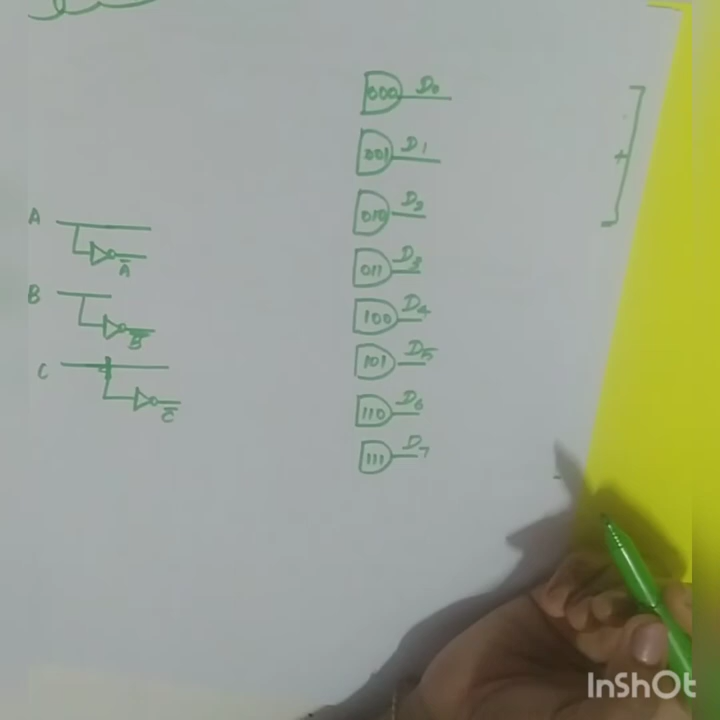 000 D0
001 D1
010 D2
A
A̅
011 D3
B
100 D4
B̅
101 D5
C
110 D6
C̅
111 D7
+
InShOt